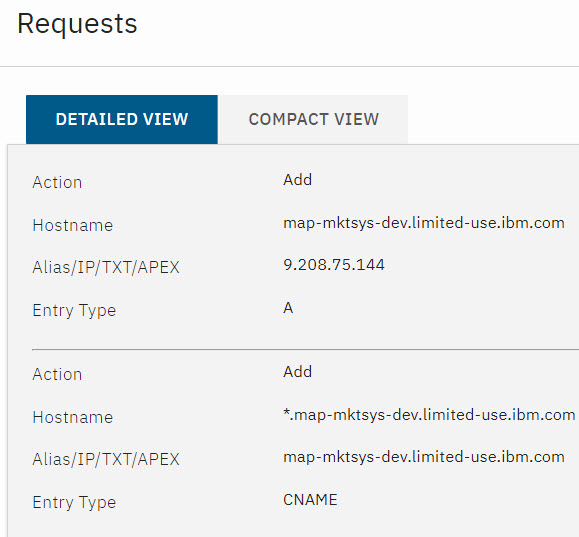 Requests
DETAILED VIEW COMPACT VIEW
Action Add
Hostname map-mktsys-dev.limited-use.ibm.com
Alias/IP/TXT/APEX 9.208.75.144
Entry Type A
Action Add
Hostname *.map-mktsys-dev.limited-use.ibm.com
Alias/IP/TXT/APEX map-mktsys-dev.limited-use.ibm.com
Entry Type CNAME